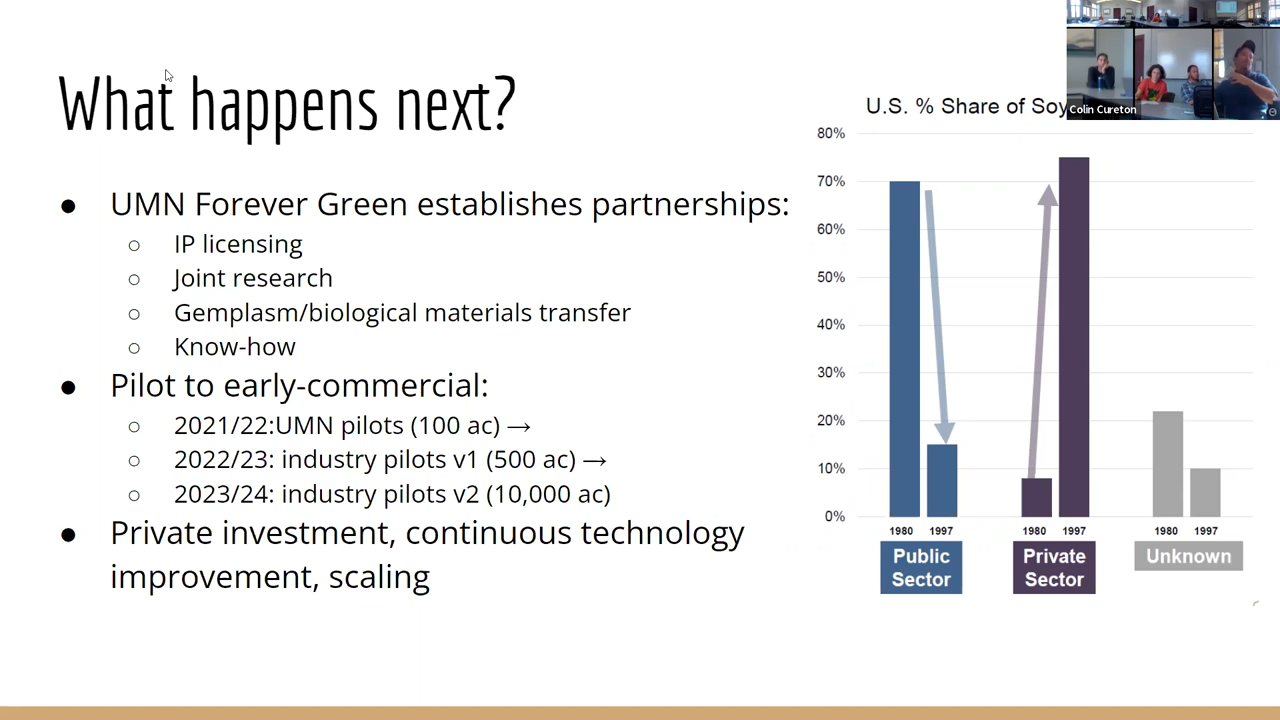 What happens next?
● UMN Forever Green establishes partnerships:
○ IP licensing
○ Joint research
○ Gemplasm/biological materials transfer
○ Know-how
● Pilot to early-commercial:
○ 2021/22:UMN pilots (100 ac) →
○ 2022/23: industry pilots v1 (500 ac) →
○ 2023/24: industry pilots v2 (10,000 ac)
● Private investment, continuous technology
improvement, scaling
Colin Cureton
U.S. % Share of Soy
80%
70%
60%
50%
40%
30%
20%
10%
0%
1980 1997 1980 1997 1980 1997
Public Sector
Private Sector
Unknown